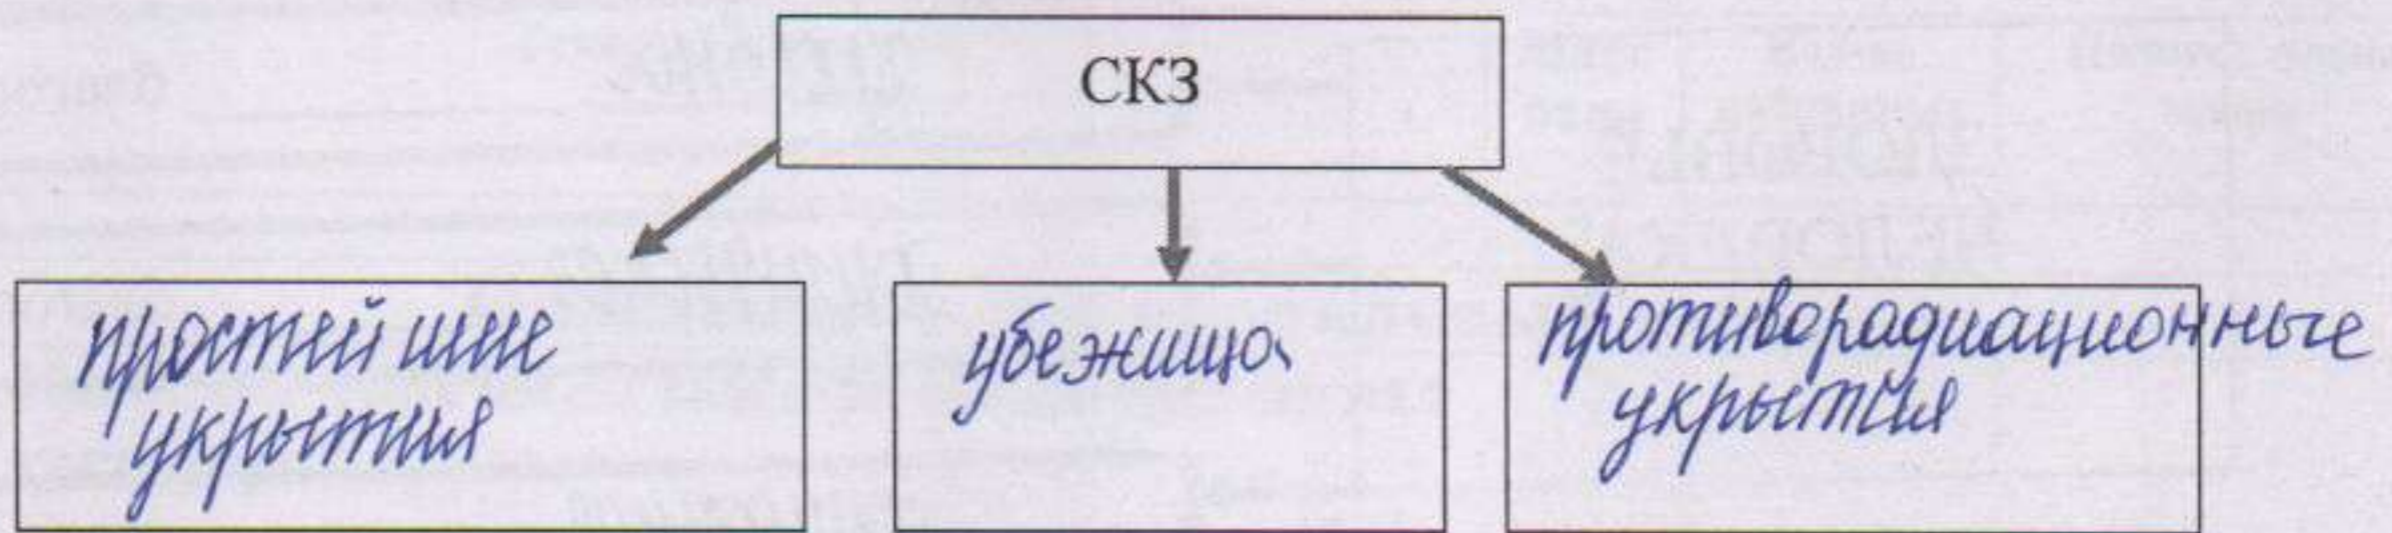 СКЗ
простейшие
укрытия
убежища
противорадиационные
укрытия